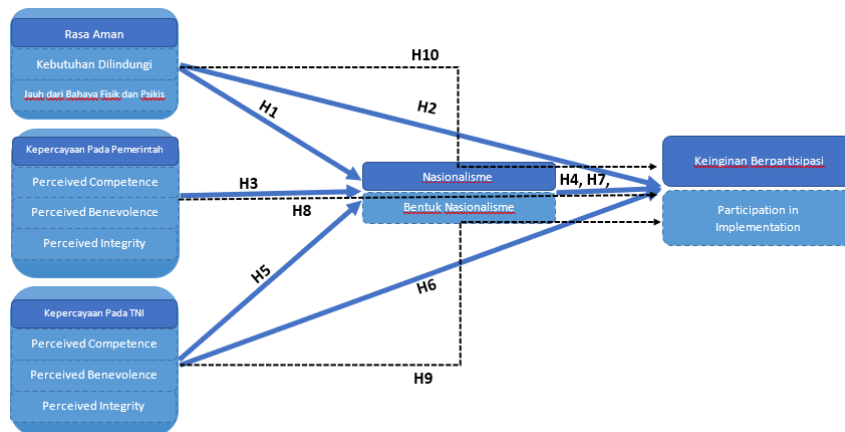 Rasa Aman
Kebutuhan Dilindungi
Jauh dari Bahaya Fisik dan Psikis
Kepercayaan Pada Pemerintah
Perceived Competence
Perceived Benevolence
Perceived Integrity
Kepercayaan Pada TNI
Perceived Competence
Perceived Benevolence
Perceived Integrity
H10
H2
H1
H3
H8
H5
H6
H9
Nasionalisme
Bentuk Nasionalisme
H4, H7,
Keinginan Berpartisipasi
Participation in
Implementation